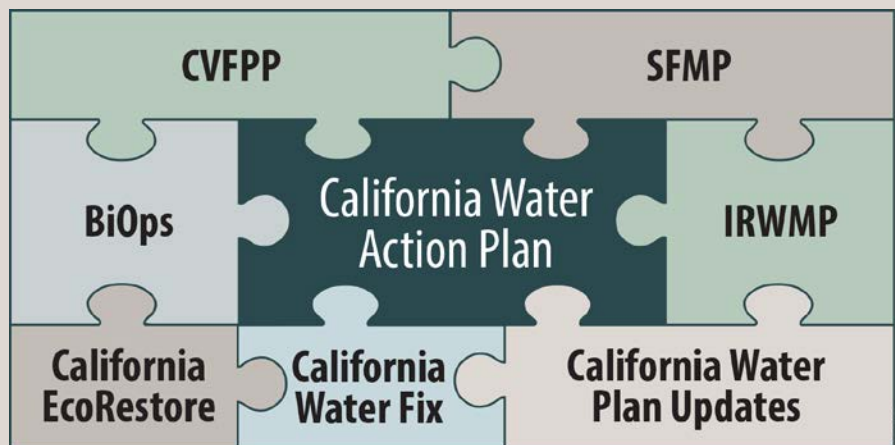 CVFPP
SFMP
BiOps
California Water
Action Plan
IRWMP
California
EcoRestore
California
Water Fix
California Water
Plan Updates